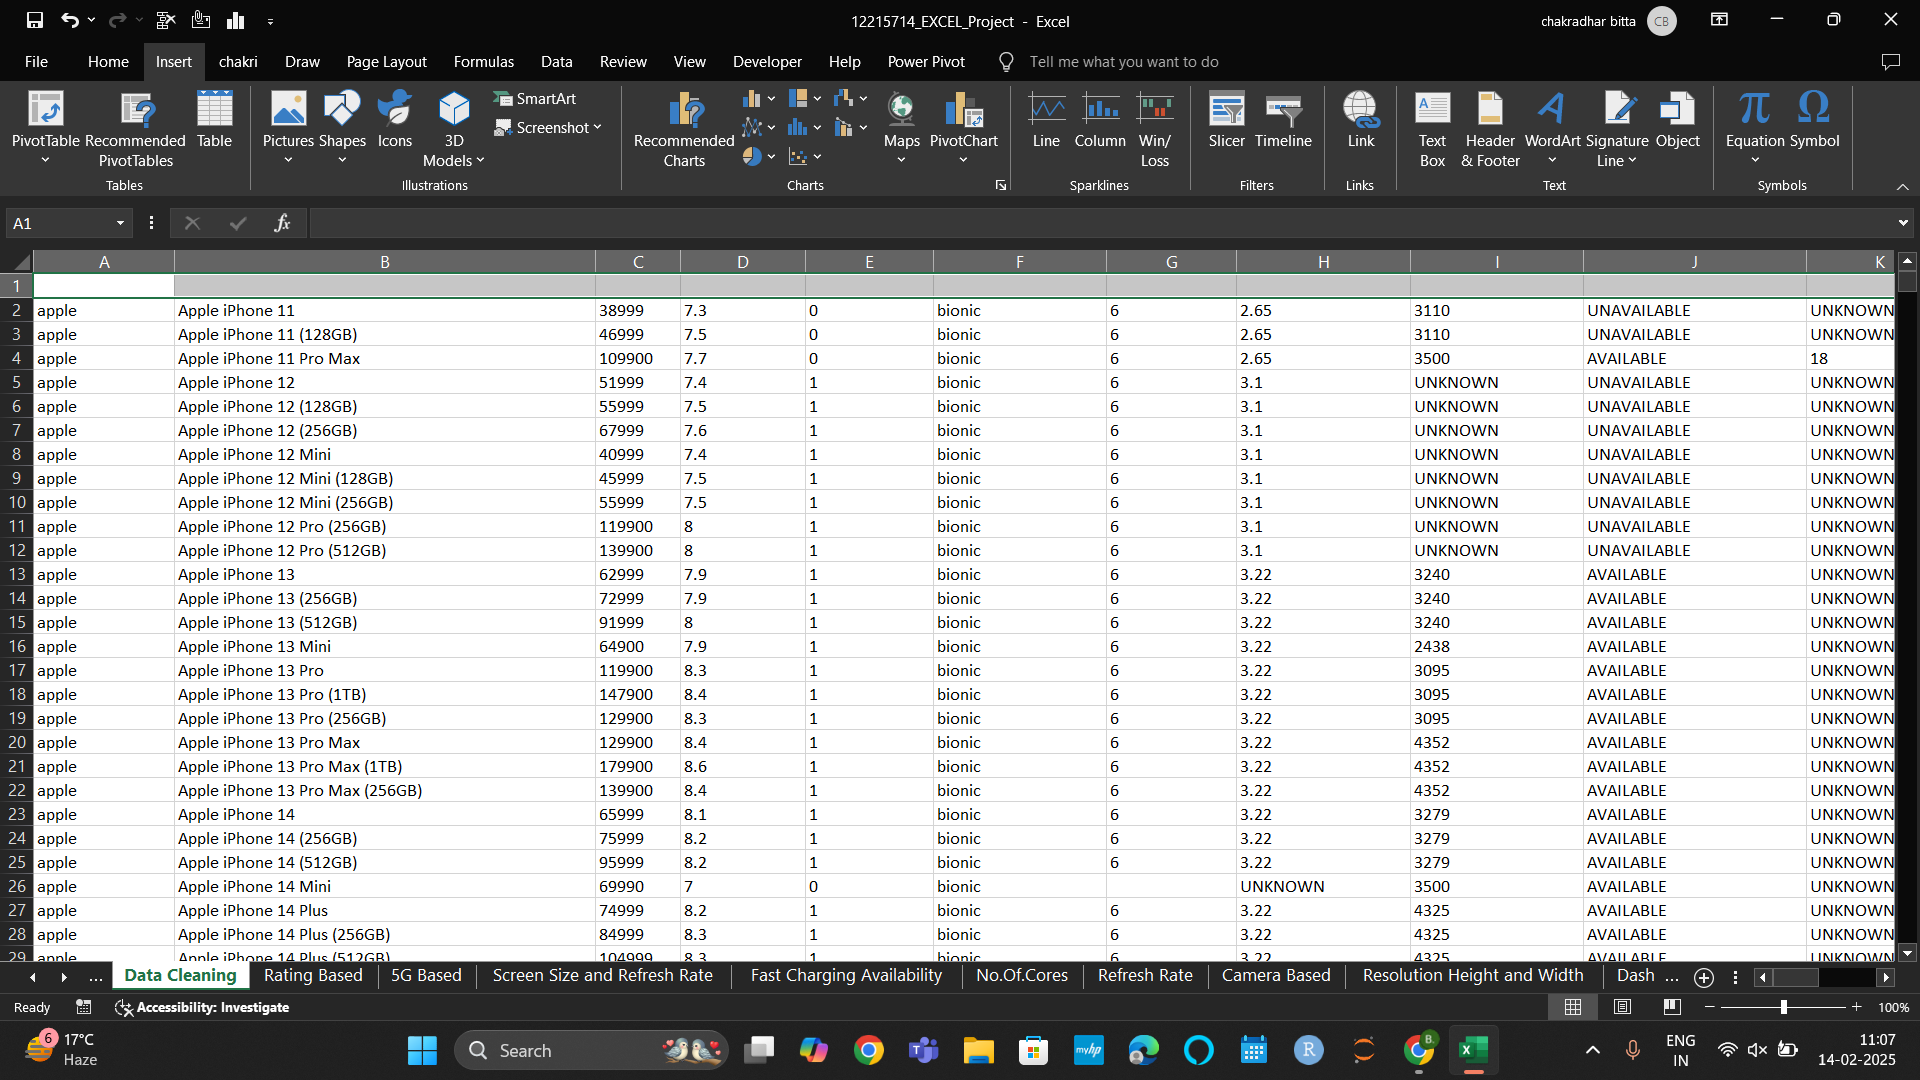 12215714_EXCEL_Project - Excel
chakradhar bitta CB
File Home Insert chakri Draw Page Layout Formulas Data Review View Developer Help Power Pivot Tell me what you want to do
PivotTable Recommended PivotTables Table
Tables
Pictures Shapes Icons 3D Models SmartArt Screenshot
Illustrations
Recommended Charts Maps PivotChart
Charts
Line Column Win/Loss
Sparklines
Slicer Timeline
Filters
Link
Links
Text Box Header & Footer WordArt Signature Line Object
Text
Equation Symbol
Symbols
A1 fx
A B C D E F G H I J K
1
2 apple Apple iPhone 11 38999 7.3 0 bionic 6 2.65 3110 UNAVAILABLE UNKNOWN
3 apple Apple iPhone 11 (128GB) 46999 7.5 0 bionic 6 2.65 3110 UNAVAILABLE UNKNOWN
4 apple Apple iPhone 11 Pro Max 109900 7.7 0 bionic 6 2.65 3500 AVAILABLE 18
5 apple Apple iPhone 12 51999 7.4 1 bionic 6 3.1 UNKNOWN UNAVAILABLE UNKNOWN
6 apple Apple iPhone 12 (128GB) 55999 7.5 1 bionic 6 3.1 UNKNOWN UNAVAILABLE UNKNOWN
7 apple Apple iPhone 12 (256GB) 67999 7.6 1 bionic 6 3.1 UNKNOWN UNAVAILABLE UNKNOWN
8 apple Apple iPhone 12 Mini 40999 7.4 1 bionic 6 3.1 UNKNOWN UNAVAILABLE UNKNOWN
9 apple Apple iPhone 12 Mini (128GB) 45999 7.5 1 bionic 6 3.1 UNKNOWN UNAVAILABLE UNKNOWN
10 apple Apple iPhone 12 Mini (256GB) 55999 7.5 1 bionic 6 3.1 UNKNOWN UNAVAILABLE UNKNOWN
11 apple Apple iPhone 12 Pro (256GB) 119900 8 1 bionic 6 3.1 UNKNOWN UNAVAILABLE UNKNOWN
12 apple Apple iPhone 12 Pro (512GB) 139900 8 1 bionic 6 3.1 UNKNOWN UNAVAILABLE UNKNOWN
13 apple Apple iPhone 13 62999 7.9 1 bionic 6 3.22 3240 AVAILABLE UNKNOWN
14 apple Apple iPhone 13 (256GB) 72999 7.9 1 bionic 6 3.22 3240 AVAILABLE UNKNOWN
15 apple Apple iPhone 13 (512GB) 91999 8 1 bionic 6 3.22 3240 AVAILABLE UNKNOWN
16 apple Apple iPhone 13 Mini 64900 7.9 1 bionic 6 3.22 2438 AVAILABLE UNKNOWN
17 apple Apple iPhone 13 Pro 119900 8.3 1 bionic 6 3.22 3095 AVAILABLE UNKNOWN
18 apple Apple iPhone 13 Pro (1TB) 147900 8.4 1 bionic 6 3.22 3095 AVAILABLE UNKNOWN
19 apple Apple iPhone 13 Pro (256GB) 129900 8.3 1 bionic 6 3.22 3095 AVAILABLE UNKNOWN
20 apple Apple iPhone 13 Pro Max 129900 8.4 1 bionic 6 3.22 4352 AVAILABLE UNKNOWN
21 apple Apple iPhone 13 Pro Max (1TB) 179900 8.6 1 bionic 6 3.22 4352 AVAILABLE UNKNOWN
22 apple Apple iPhone 13 Pro Max (256GB) 139900 8.4 1 bionic 6 3.22 4352 AVAILABLE UNKNOWN
23 apple Apple iPhone 14 65999 8.1 1 bionic 6 3.22 3279 AVAILABLE UNKNOWN
24 apple Apple iPhone 14 (256GB) 75999 8.2 1 bionic 6 3.22 3279 AVAILABLE UNKNOWN
25 apple Apple iPhone 14 (512GB) 95999 8.2 1 bionic 6 3.22 3279 AVAILABLE UNKNOWN
26 apple Apple iPhone 14 Mini 69990 7 0 bionic UNKNOWN 3500 AVAILABLE UNKNOWN
27 apple Apple iPhone 14 Plus 74999 8.2 1 bionic 6 3.22 4325 AVAILABLE UNKNOWN
28 apple Apple iPhone 14 Plus (256GB) 84999 8.3 1 bionic 6 3.22 4325 AVAILABLE UNKNOWN
29 apple Apple iPhone 14 Plus (512GB) 104999 8.3 1 bionic 6 3.22 4325 AVAILABLE UNKNOWN
... Data Cleaning Rating Based 5G Based Screen Size and Refresh Rate Fast Charging Availability No.Of.Cores Refresh Rate Camera Based Resolution Height and Width Dash ...
Ready Accessibility: Investigate 100%
6 17°C
Haze
Search
myhp
B
ENG
IN
11:07
14-02-2025